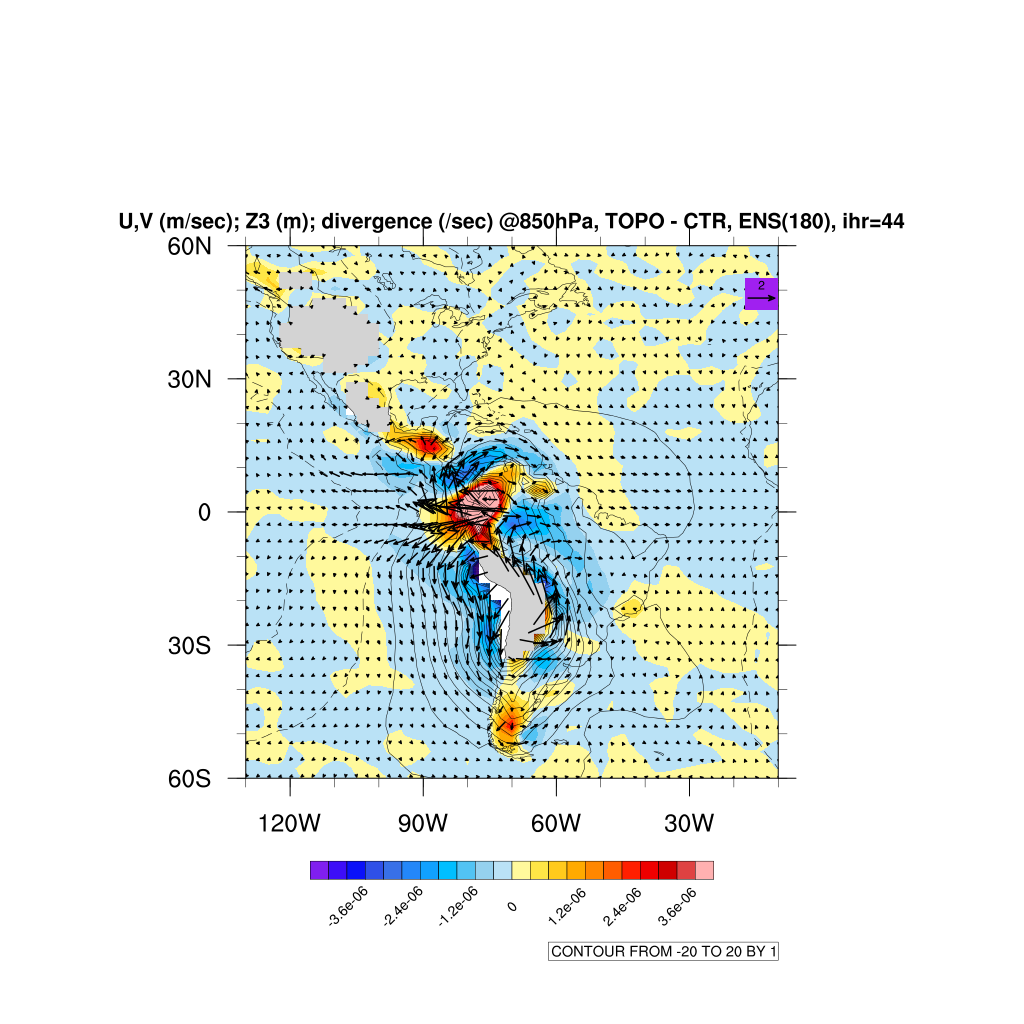 U,V (m/sec); Z3 (m); divergence (/sec) @850hPa, TOPO - CTR, ENS(180), ihr=44
60N
2
30N
0
30S
60S
120W 90W 60W 30W
-3.6e-06 -2.4e-06 -1.2e-06 0 1.2e-06 2.4e-06 3.6e-06
CONTOUR FROM -20 TO 20 BY 1